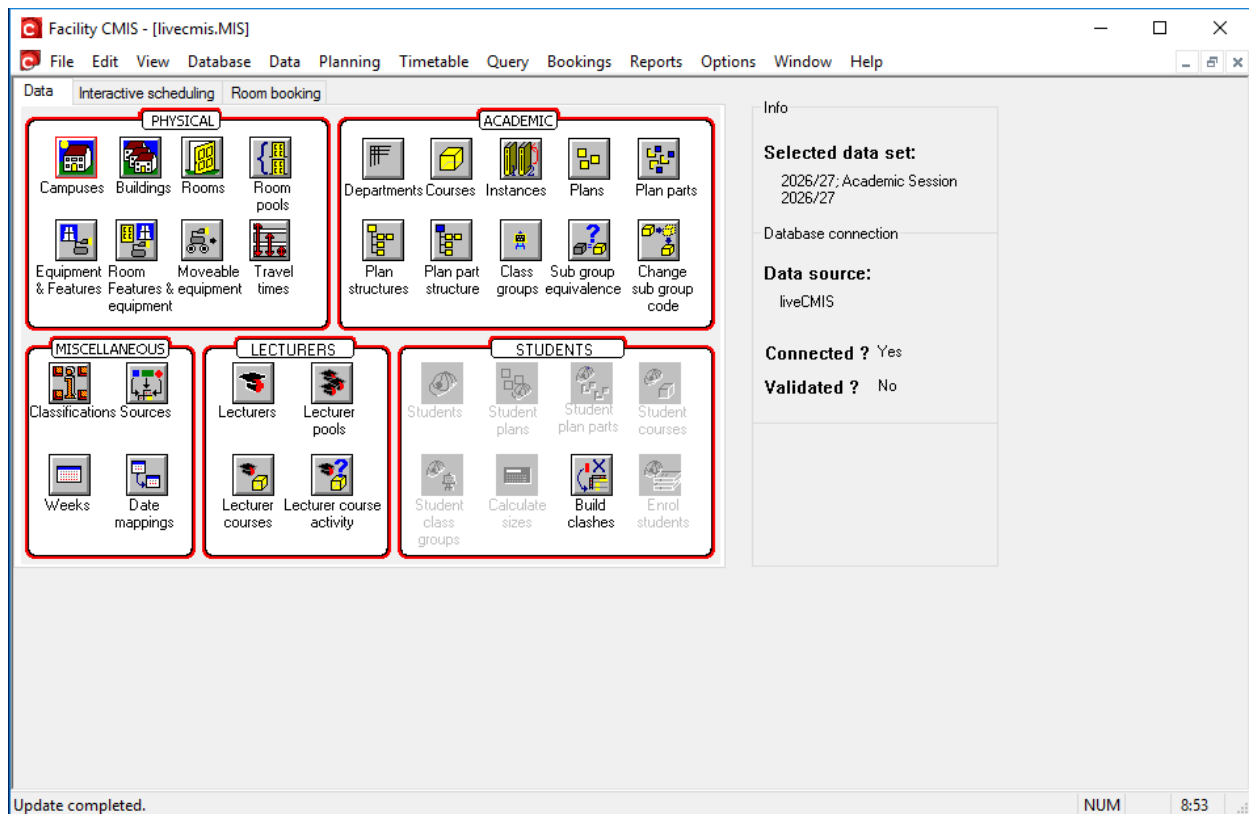 Facility CMIS - [livecmis.MIS]
File Edit View Database Data Planning Timetable Query Bookings Reports Options Window Help
Data Interactive scheduling Room booking
PHYSICAL
Campuses Buildings Rooms Room pools
Equipment & Features Room Features & equipment Moveable equipment Travel times
ACADEMIC
Departments Courses Instances Plans Plan parts
Plan structures Plan part structure Class groups Sub group equivalence Change sub group code
MISCELLANEOUS
Classifications Sources
Weeks Date mappings
LECTURERS
Lecturers Lecturer pools
Lecturer courses Lecturer course activity
STUDENTS
Students Student plans Student plan parts Student courses
Student class groups Calculate sizes Build clashes Enrol students
Info
Selected data set:
2026/27; Academic Session
2026/27
Database connection
Data source:
liveCMIS
Connected ? Yes
Validated ? No
Update completed. NUM 8:53